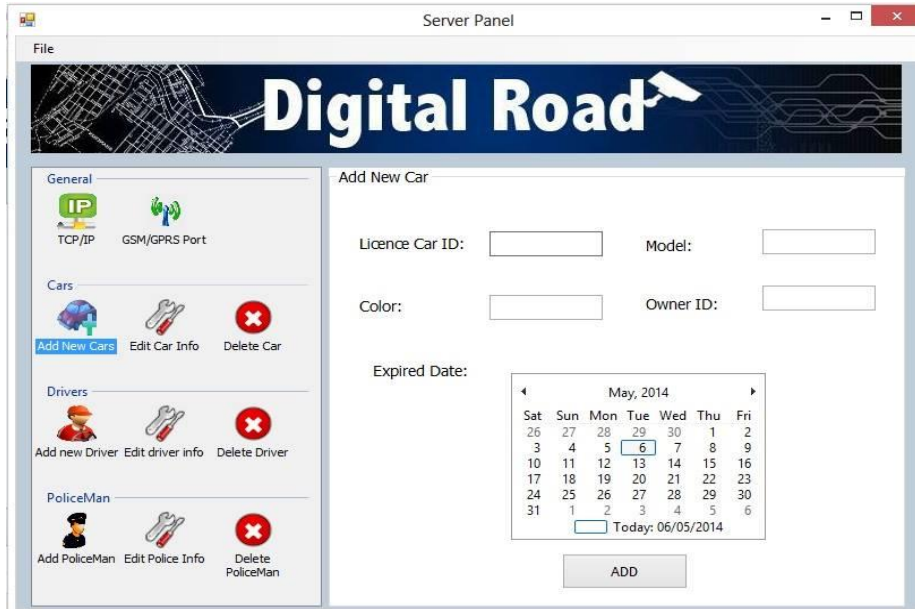 Server Panel
File
Digital Road
General
TCP/IP
GSM/GPRS Port
Cars
Add New Cars
Edit Car Info
Delete Car
Drivers
Add new Driver
Edit driver info
Delete Driver
PoliceMan
Add PoliceMan
Edit Police Info
Delete
PoliceMan
Add New Car
Licence Car ID:
Model:
Color:
Owner ID:
Expired Date:
May, 2014
Sat Sun Mon Tue Wed Thu Fri
26 27 28 29 30 1 2
3 4 5 6 7 8 9
10 11 12 13 14 15 16
17 18 19 20 21 22 23
24 25 26 27 28 29 30
31 1 2 3 4 5 6
Today: 06/05/2014
ADD